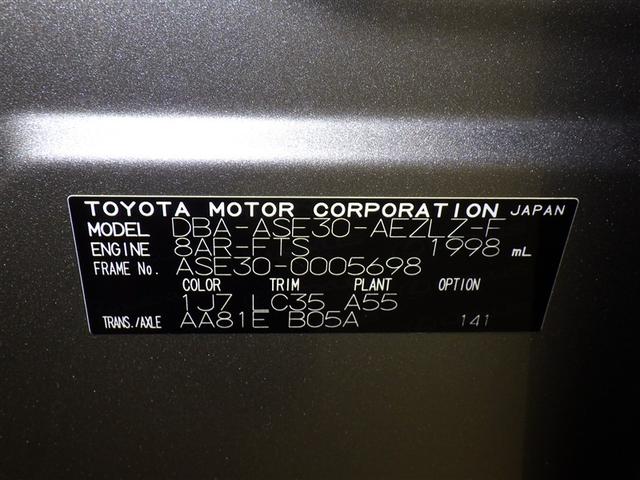 TOYOTA MOTOR CORPORATION JAPAN
MODEL DBA-ASE30-AEZLZ-F
ENGINE 8AR-FTS 1998 mL
FRAME No. ASE30-0005698
COLOR TRIM PLANT OPTION
1J7 LC35 A55
TRANS./AXLE AA81E B05A 141